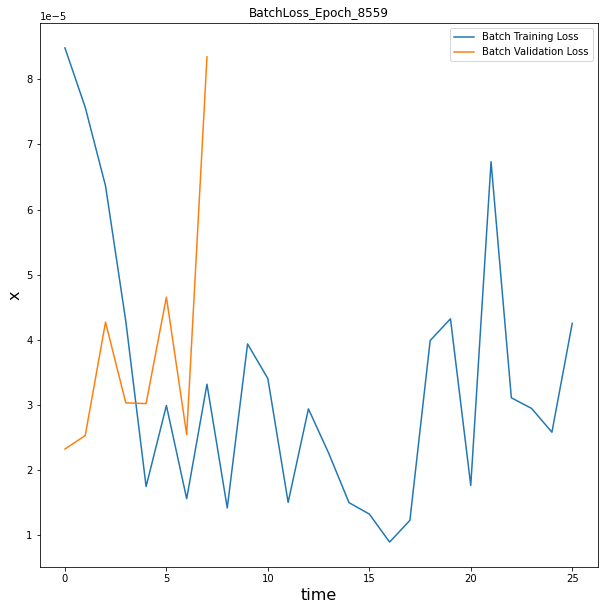 BatchLoss_Epoch_8559
1e−5
Batch Training Loss
Batch Validation Loss
8
7
6
5
4
3
2
1
x
0 5 10 15 20 25
time